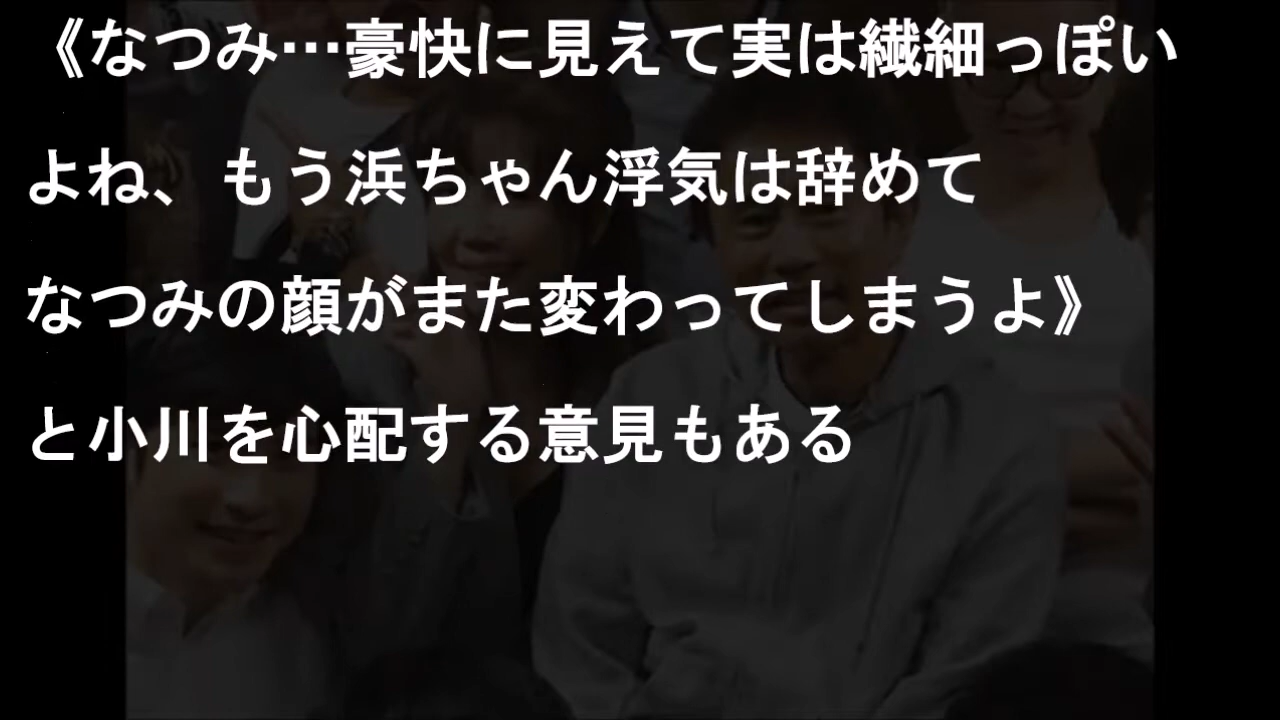 《なつみ…豪快に見えて実は繊細っぽい
よね、もう浜ちゃん浮気は辞めて
なつみの顔がまた変わってしまうよ》
と小川を心配する意見もある